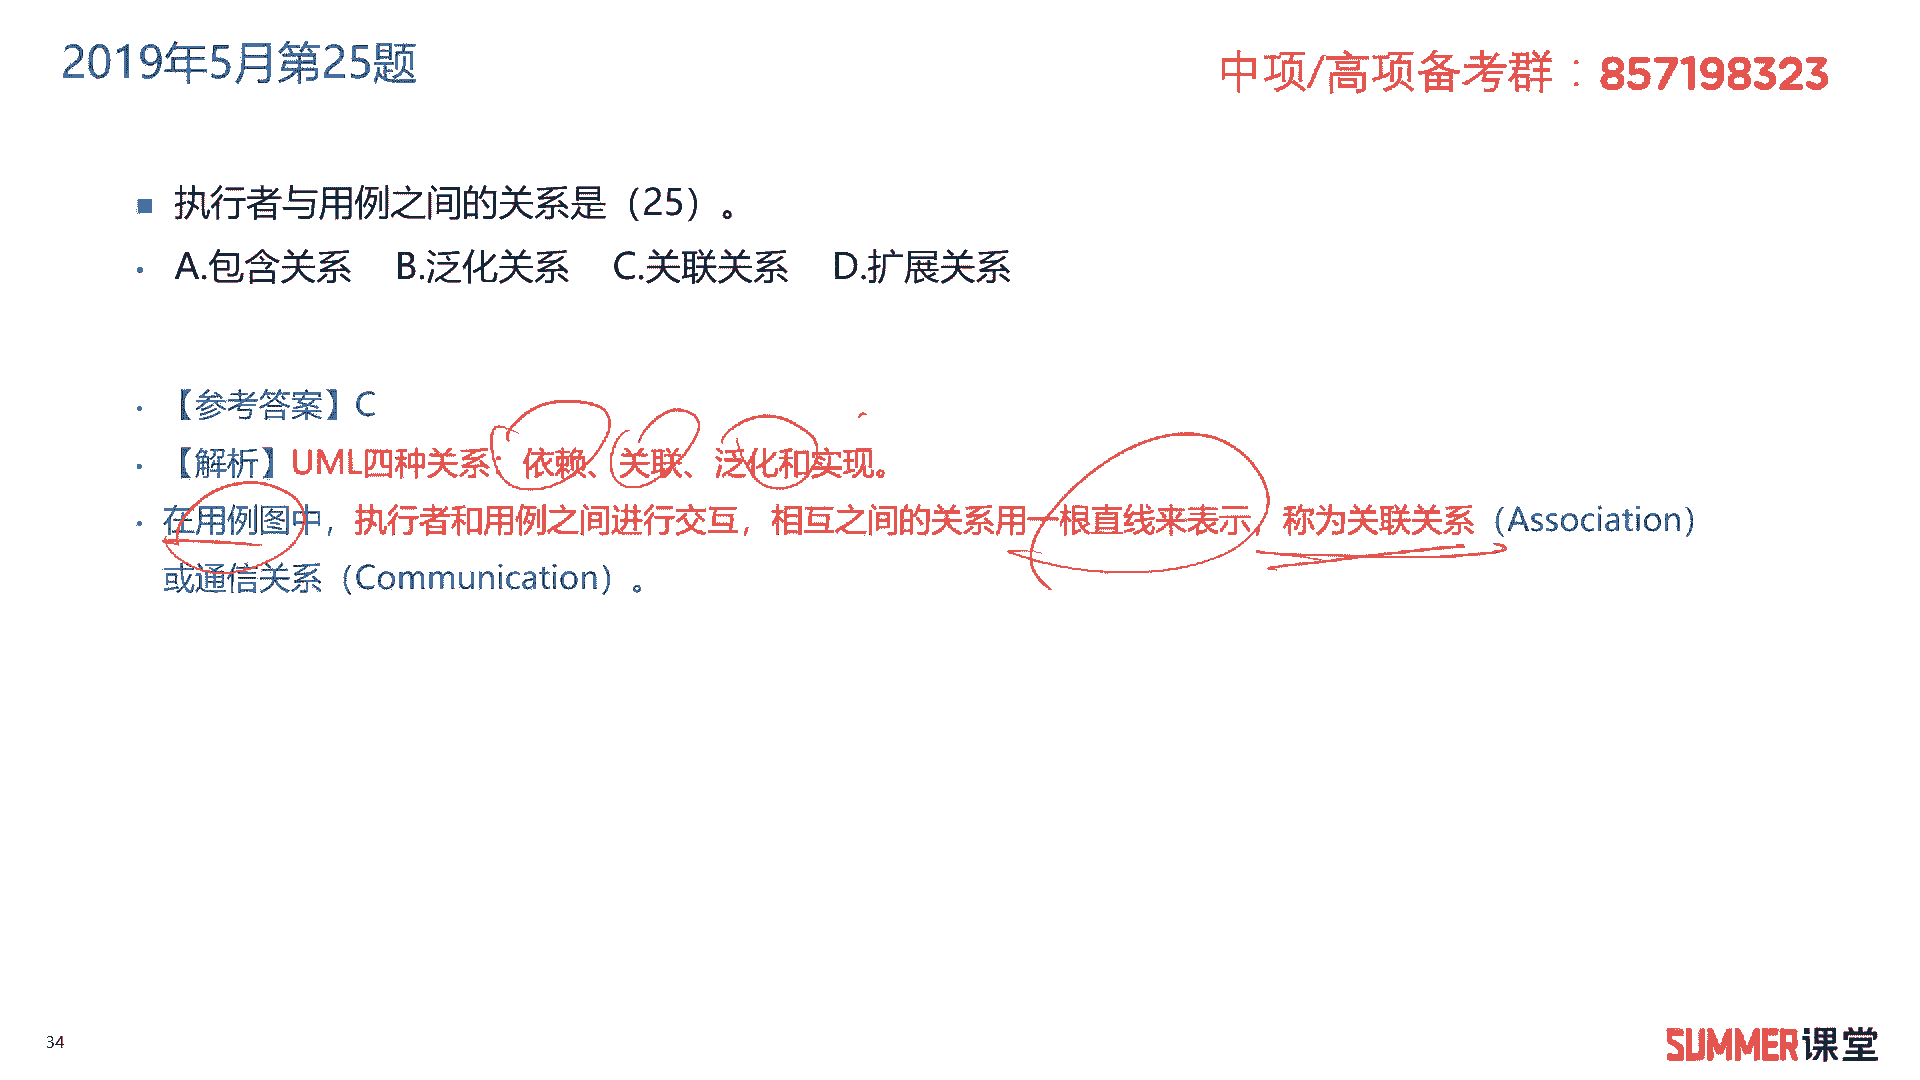 2019年5月第25题
中项/高项备考群：857198323
执行者与用例之间的关系是（25）。
A.包含关系 B.泛化关系 C.关联关系 D.扩展关系
【参考答案】C
【解析】UML四种关系：依赖、关联、泛化和实现。
在用例图中，执行者和用例之间进行交互，相互之间的关系用一根直线来表示，称为关联关系（Association）
或通信关系（Communication）。
34
SUMMER课堂